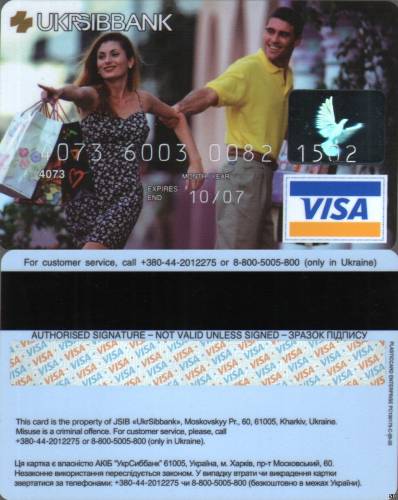 UKRSIBBANK
4073 6003 0082
4073
MONTH YEAR
EXPIRES END 10/07
VISA
For customer service, call +380-44-2012275 or 8-800-5005-800 (only in Ukraine)
AUTHORISED SIGNATURE – NOT VALID UNLESS SIGNED – ЗРАЗОК ПІДПИСУ
VISA VISA VISA VISA VISA VISA
This card is the property of JSIB «UkrSibbank», Moskovskyy Pr., 60, 61005, Kharkiv, Ukraine.
Misuse is a criminal offence. For customer service, please, call
+380-44-2012275 or 8-800-5005-800 (only in Ukraine).
Ця картка є власністю АКІБ "УкрСиббанк" 61005, Україна, м. Харків, пр-т Московський, 60.
Незаконне використання переслідується законом. У випадку втрати чи викрадення картки
звертатися за телефонами: +380-44-2012275 чи 8-800-5005-800 (безкоштовно в межах України).